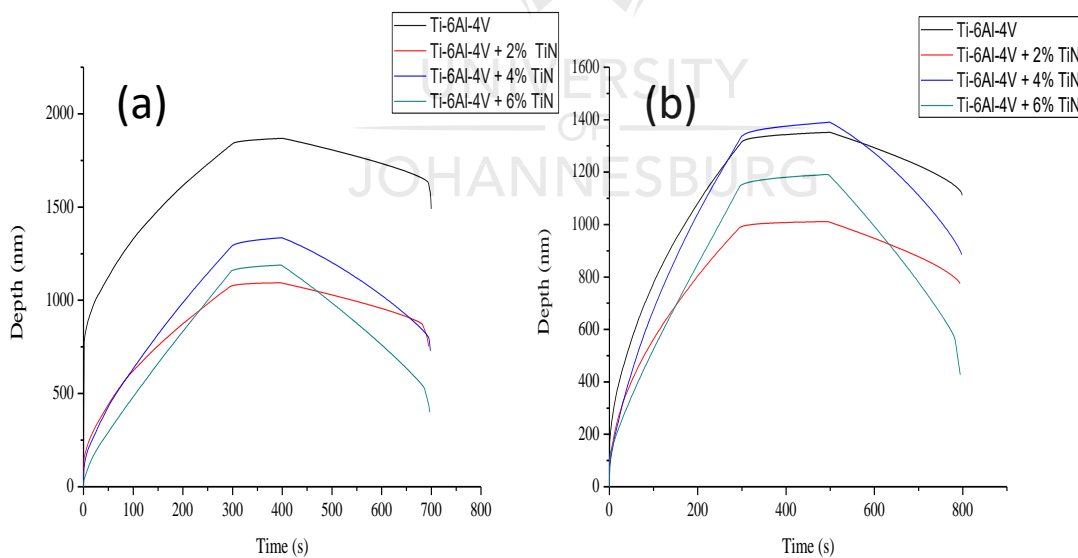 Ti-6Al-4V
Ti-6Al-4V + 2% TiN
Ti-6Al-4V + 4% TiN
Ti-6Al-4V + 6% TiN
(a)
2000
1500
1000
500
0
Depth (nm)
0 100 200 300 400 500 600 700 800
Time (s)
Ti-6Al-4V
Ti-6Al-4V + 2% TiN
Ti-6Al-4V + 4% TiN
Ti-6Al-4V + 6% TiN
(b)
1600
1400
1200
1000
800
600
400
200
0
Depth (nm)
0 200 400 600 800
Time (s)
UNIVERSITY
OF
JOHANNESBURG